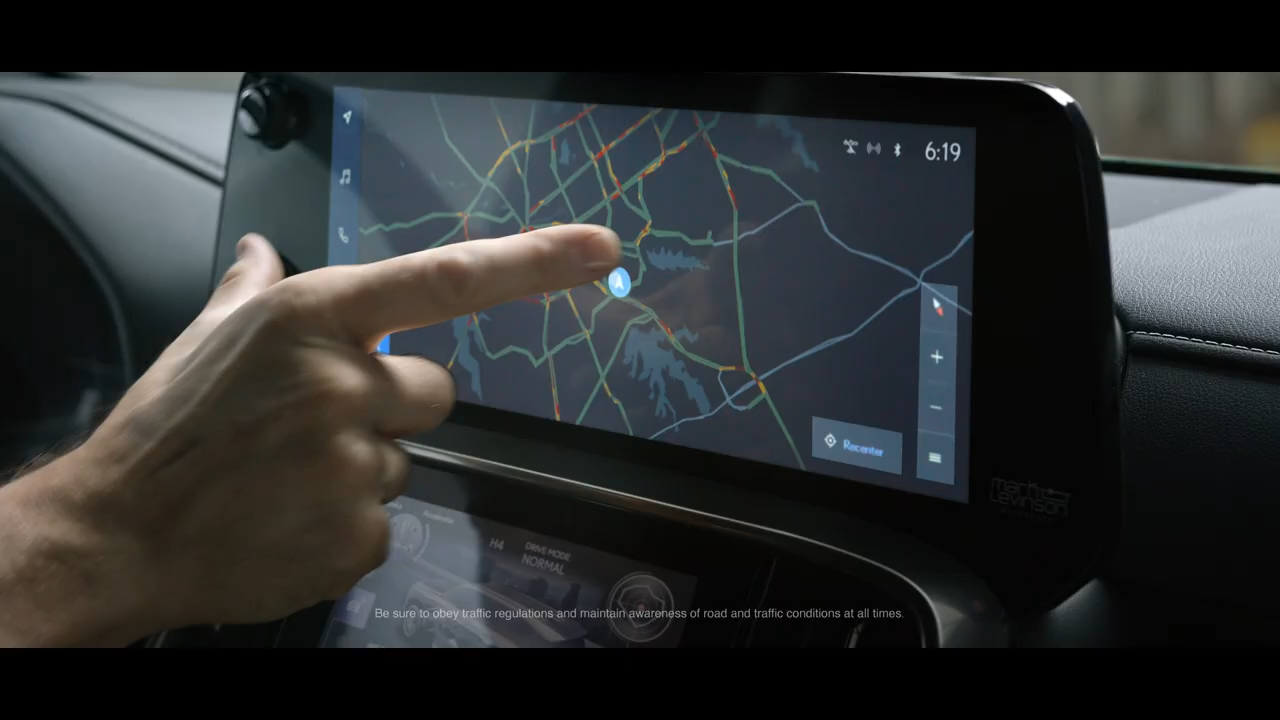 6:19
Recenter
Mark
Levinson
H4
DRIVE MODE
NORMAL
Be sure to obey traffic regulations and maintain awareness of road and traffic conditions at all times.